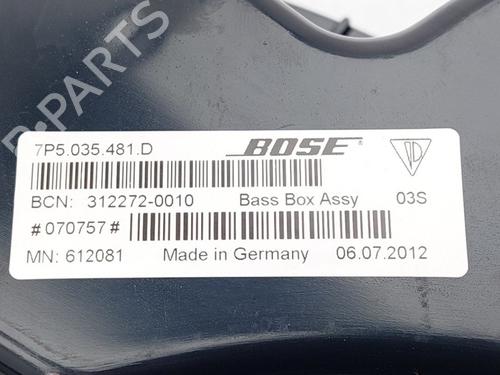 B-PARTS
7P5.035.481.D BOSE
BCN: 312272-0010 Bass Box Assy 03S
#070757#
MN: 612081 Made in Germany 06.07.2012